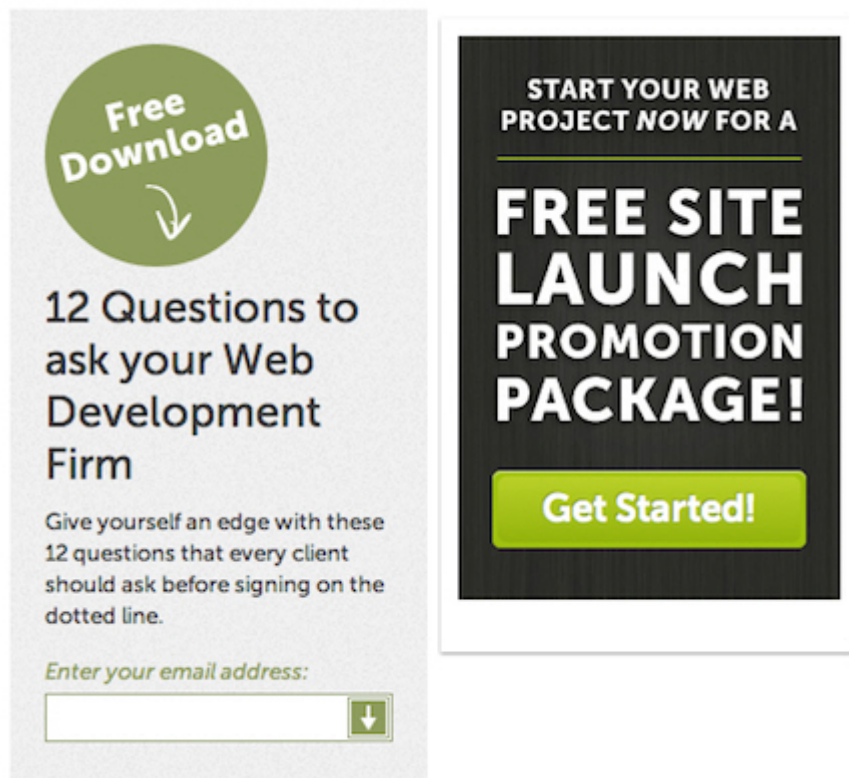 Free
Download
12 Questions to
ask your Web
Development
Firm
Give yourself an edge with these
12 questions that every client
should ask before signing on the
dotted line.
Enter your email address:
START YOUR WEB
PROJECT NOW FOR A
FREE SITE
LAUNCH
PROMOTION
PACKAGE!
Get Started!